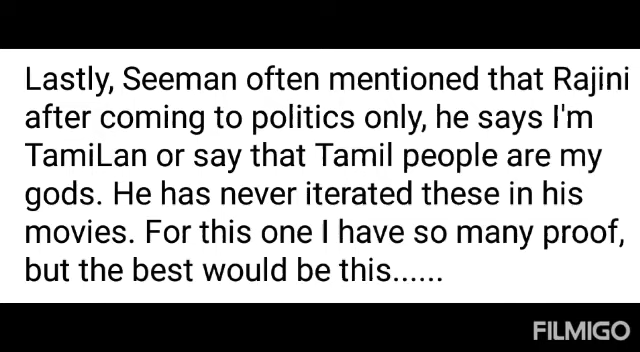 Lastly, Seeman often mentioned that Rajini
after coming to politics only, he says I'm
TamiLan or say that Tamil people are my
gods. He has never iterated these in his
movies. For this one I have so many proof,
but the best would be this......
FILMIGO